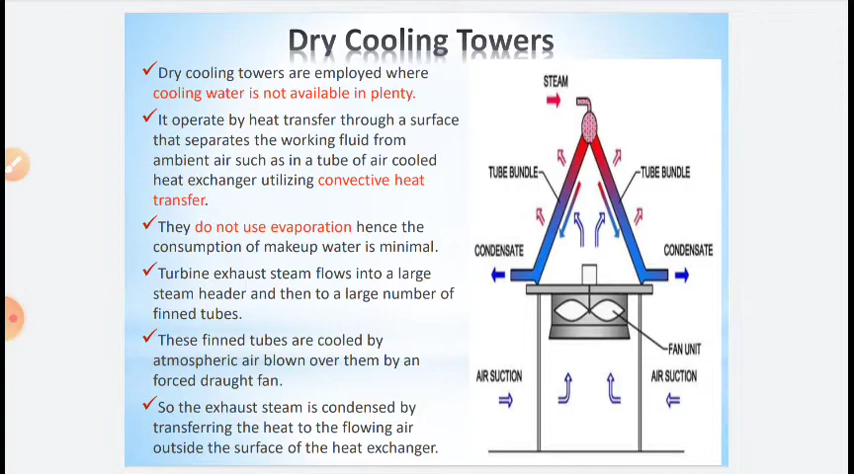 Dry Cooling Towers
✓Dry cooling towers are employed where
cooling water is not available in plenty.
✓It operate by heat transfer through a surface
that separates the working fluid from
ambient air such as in a tube of air cooled
heat exchanger utilizing convective heat
transfer.
✓They do not use evaporation hence the
consumption of makeup water is minimal.
✓Turbine exhaust steam flows into a large
steam header and then to a large number of
finned tubes.
✓These finned tubes are cooled by
atmospheric air blown over them by an
forced draught fan.
✓So the exhaust steam is condensed by
transferring the heat to the flowing air
outside the surface of the heat exchanger.
STEAM
TUBE BUNDLE
TUBE BUNDLE
CONDENSATE
CONDENSATE
FAN UNIT
AIR SUCTION
AIR SUCTION